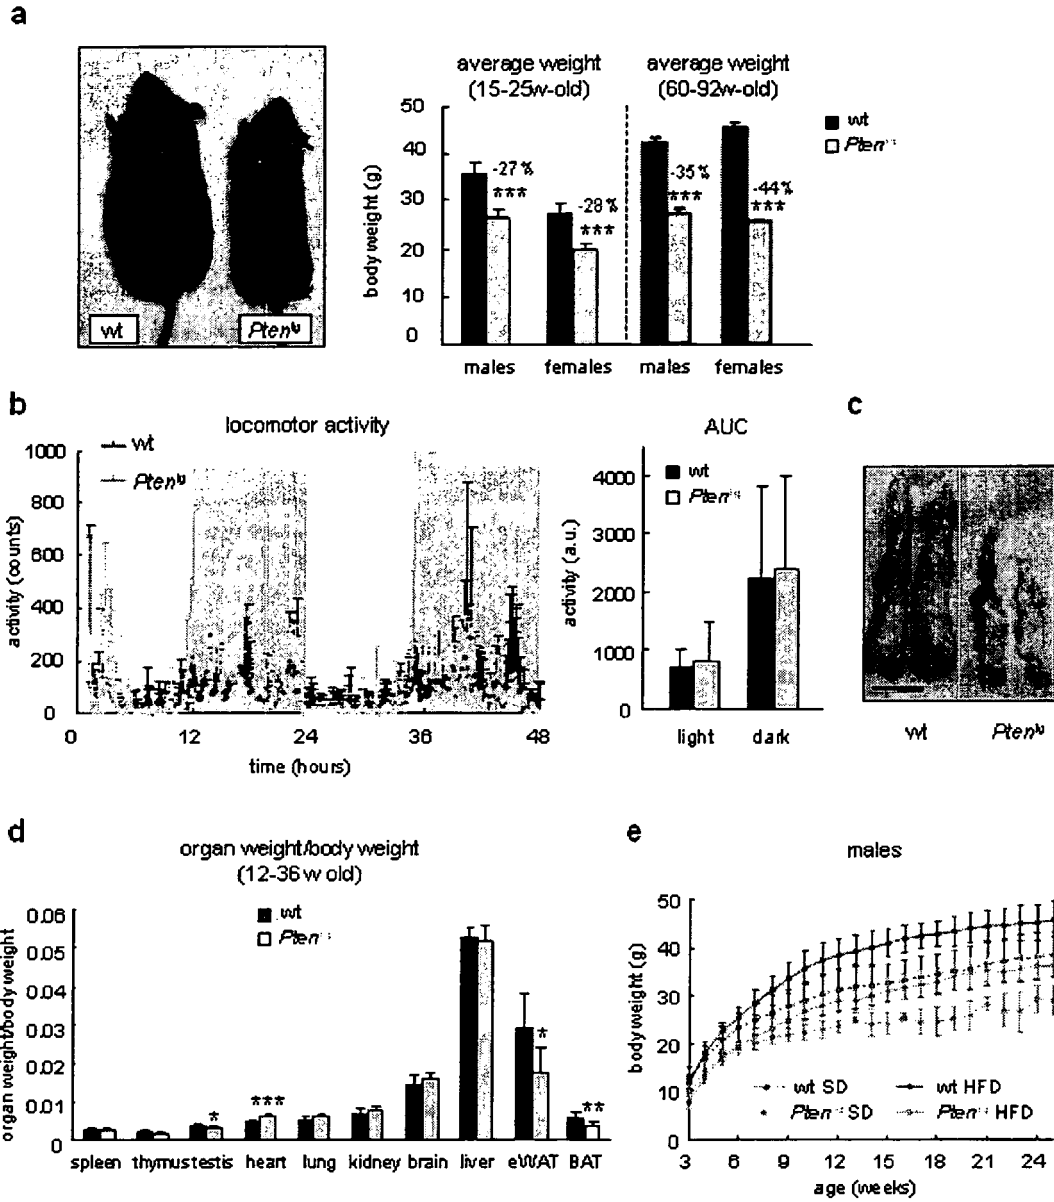 a
average weight
(15-25w-old)
average weight
(60-92w-old)
50
40
30
20
10
0
body weight (g)
-27%
***
-28%
***
-35%
***
-44%
***
wt
Pten
wt
Pten tg
males
females
males
females
b
locomotor activity
wt
Pten tg
1000
800
600
400
200
0
activity (counts)
0
12
24
36
48
time (hours)
AUC
wt
Pten
4000
3000
2000
1000
0
activity (a.u.)
light
dark
c
wt
Pten tg
d
organ weight/body weight
(12-36 w old)
wt
Pten
0.06
0.05
0.04
0.03
0.02
0.01
0
organ weight/body weight
*
***
*
**
spleen
thymus
testis
heart
lung
kidney
brain
liver
eWAT
BAT
e
males
50
40
30
20
10
0
body weight (g)
wt SD
wt HFD
Pten SD
Pten HFD
3
6
9
12
15
18
21
24
age (weeks)